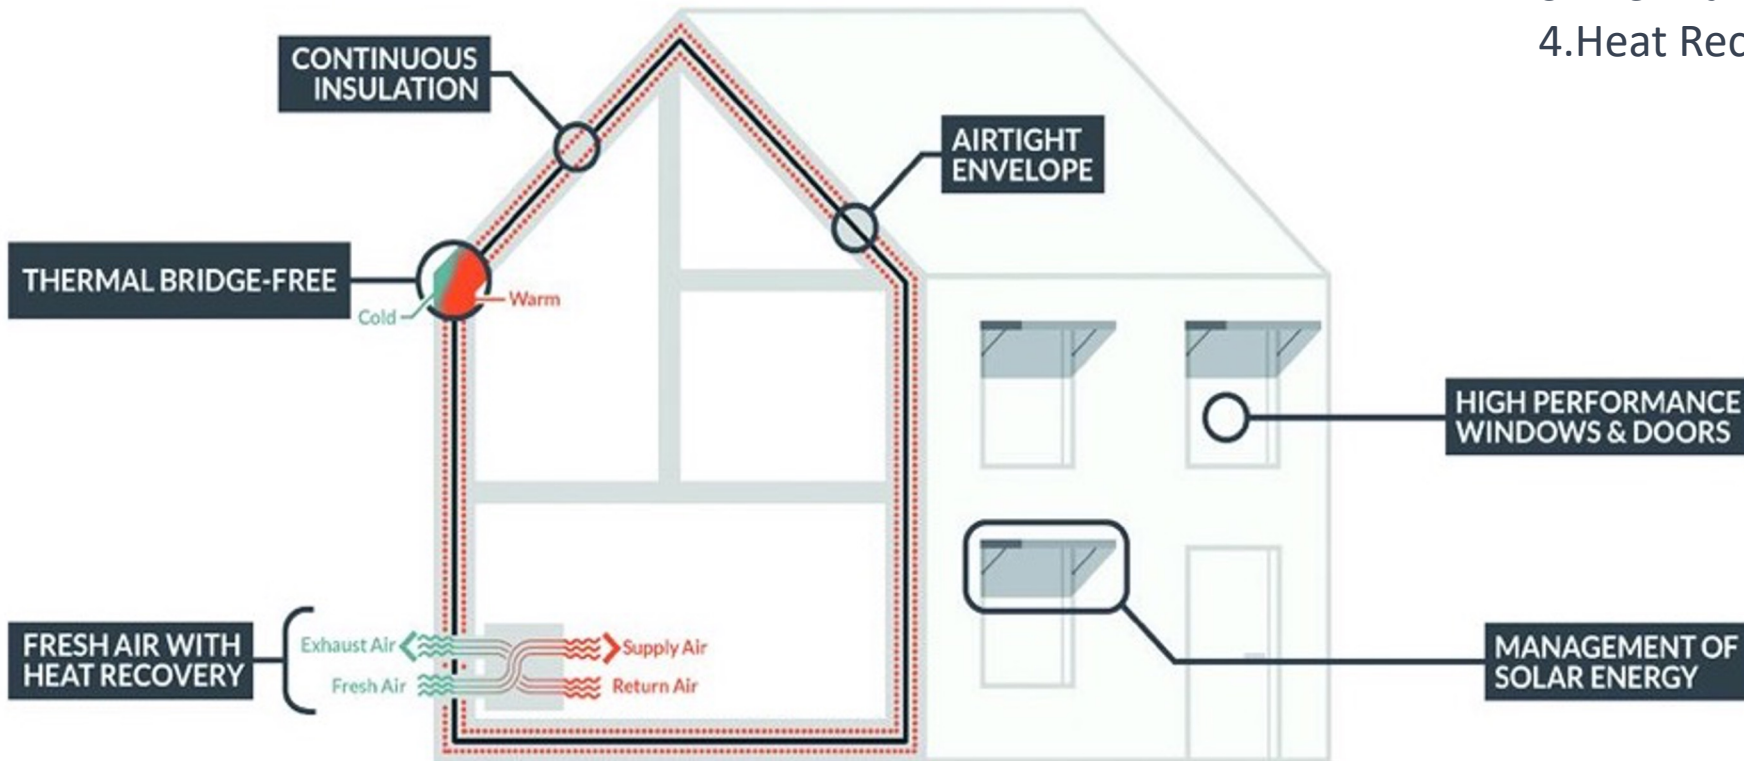 4.Heat Rec
CONTINUOUS
INSULATION
AIRTIGHT
ENVELOPE
THERMAL BRIDGE-FREE
Cold
Warm
HIGH PERFORMANCE
WINDOWS & DOORS
FRESH AIR WITH
HEAT RECOVERY
Exhaust Air
Supply Air
Fresh Air
Return Air
MANAGEMENT OF
SOLAR ENERGY